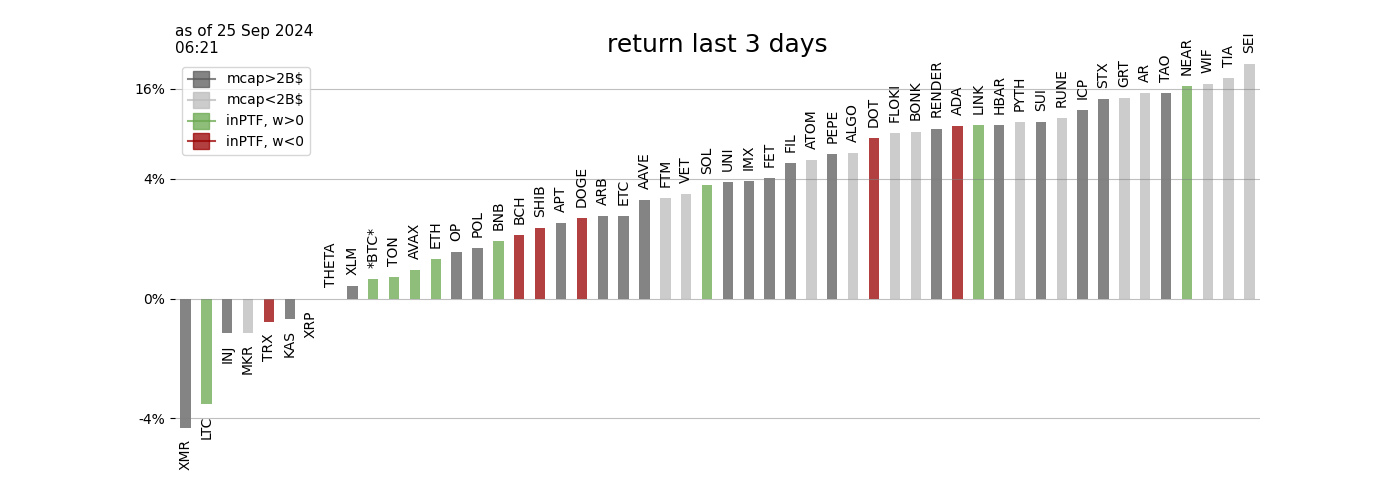 as of 25 Sep 2024
06:21
return last 3 days
mcap>2B$
mcap<2B$
inPTF, w>0
inPTF, w<0
16%
4%
0%
-4%
XMR
LTC
INJ
MKR
TRX
KAS
XRP
THETA
XLM
*BTC*
TON
AVAX
ETH
OP
POL
BNB
BCH
SHIB
APT
DOGE
ARB
ETC
AAVE
FTM
VET
SOL
UNI
IMX
FET
FIL
ATOM
PEPE
ALGO
DOT
FLOKI
BONK
RENDER
ADA
LINK
HBAR
PYTH
SUI
RUNE
ICP
STX
GRT
AR
TAO
NEAR
WIF
TIA
SEI